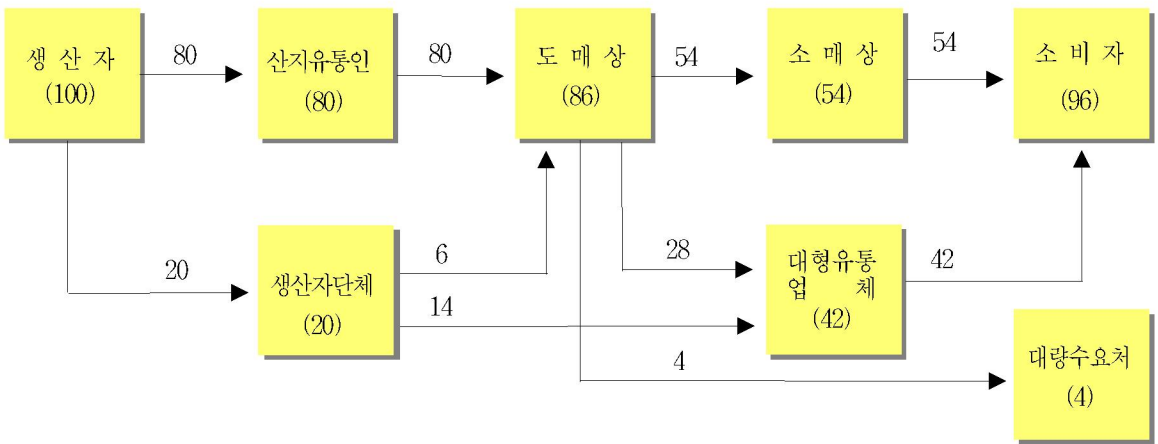 생 산 자
(100)
80
산지유통인
(80)
80
도 매 상
(86)
54
소 매 상
(54)
54
소 비 자
(96)
20
생산자단체
(20)
6
14
28
대형유통
업 체
(42)
42
4
대량수요처
(4)